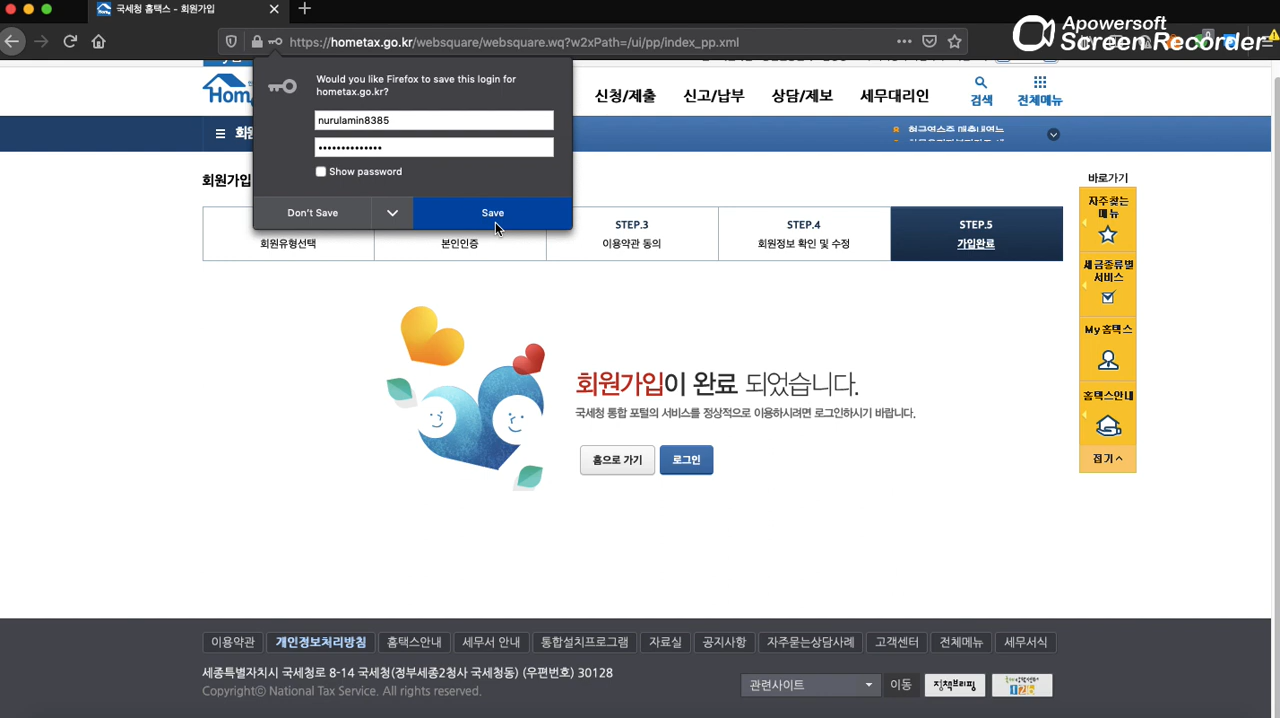 국세청 홈택스 - 회원가입
Apowersoft
Screen Recorder
https://hometax.go.kr/websquare/websquare.wq?w2xPath=/ui/pp/index_pp.xml
Would you like Firefox to save this login for
hometax.go.kr?
nurulamin8385
••••••••••••••
Show password
Don't Save
Save
Hom
신청/제출
신고/납부
상담/제보
세무대리인
검색
전체메뉴
회원
회원가입
회원유형선택
본인인증
STEP.3
이용약관 동의
STEP.4
회원정보 확인 및 수정
STEP.5
가입완료
바로가기
자주찾는
메뉴
세금종류별
서비스
My홈택스
홈택스안내
접기
회원가입이 완료 되었습니다.
국세청 통합 포털의 서비스를 정상적으로 이용하시려면 로그인하시기 바랍니다.
홈으로 가기
로그인
이용약관
개인정보처리방침
홈택스안내
세무서 안내
통합설치프로그램
자료실
공지사항
자주묻는상담사례
고객센터
전체메뉴
세무서식
세종특별자치시 국세청로 8-14 국세청(정부세종2청사 국세청동) (우편번호) 30128
Copyrightⓒ National Tax Service. All rights reserved.
관련사이트
이동
정책브리핑
126